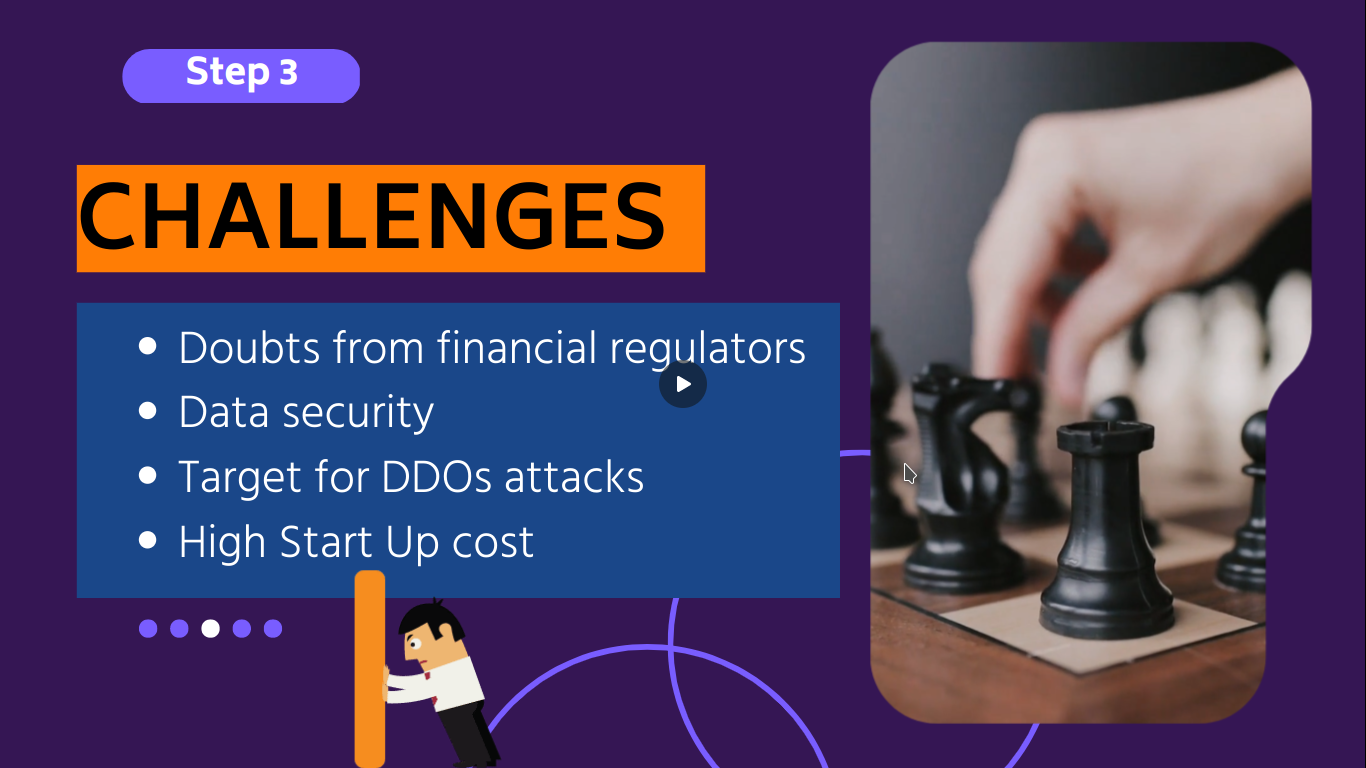 Step 3
CHALLENGES
Doubts from financial regulators
Data security
Target for DDOs attacks
High Start Up cost